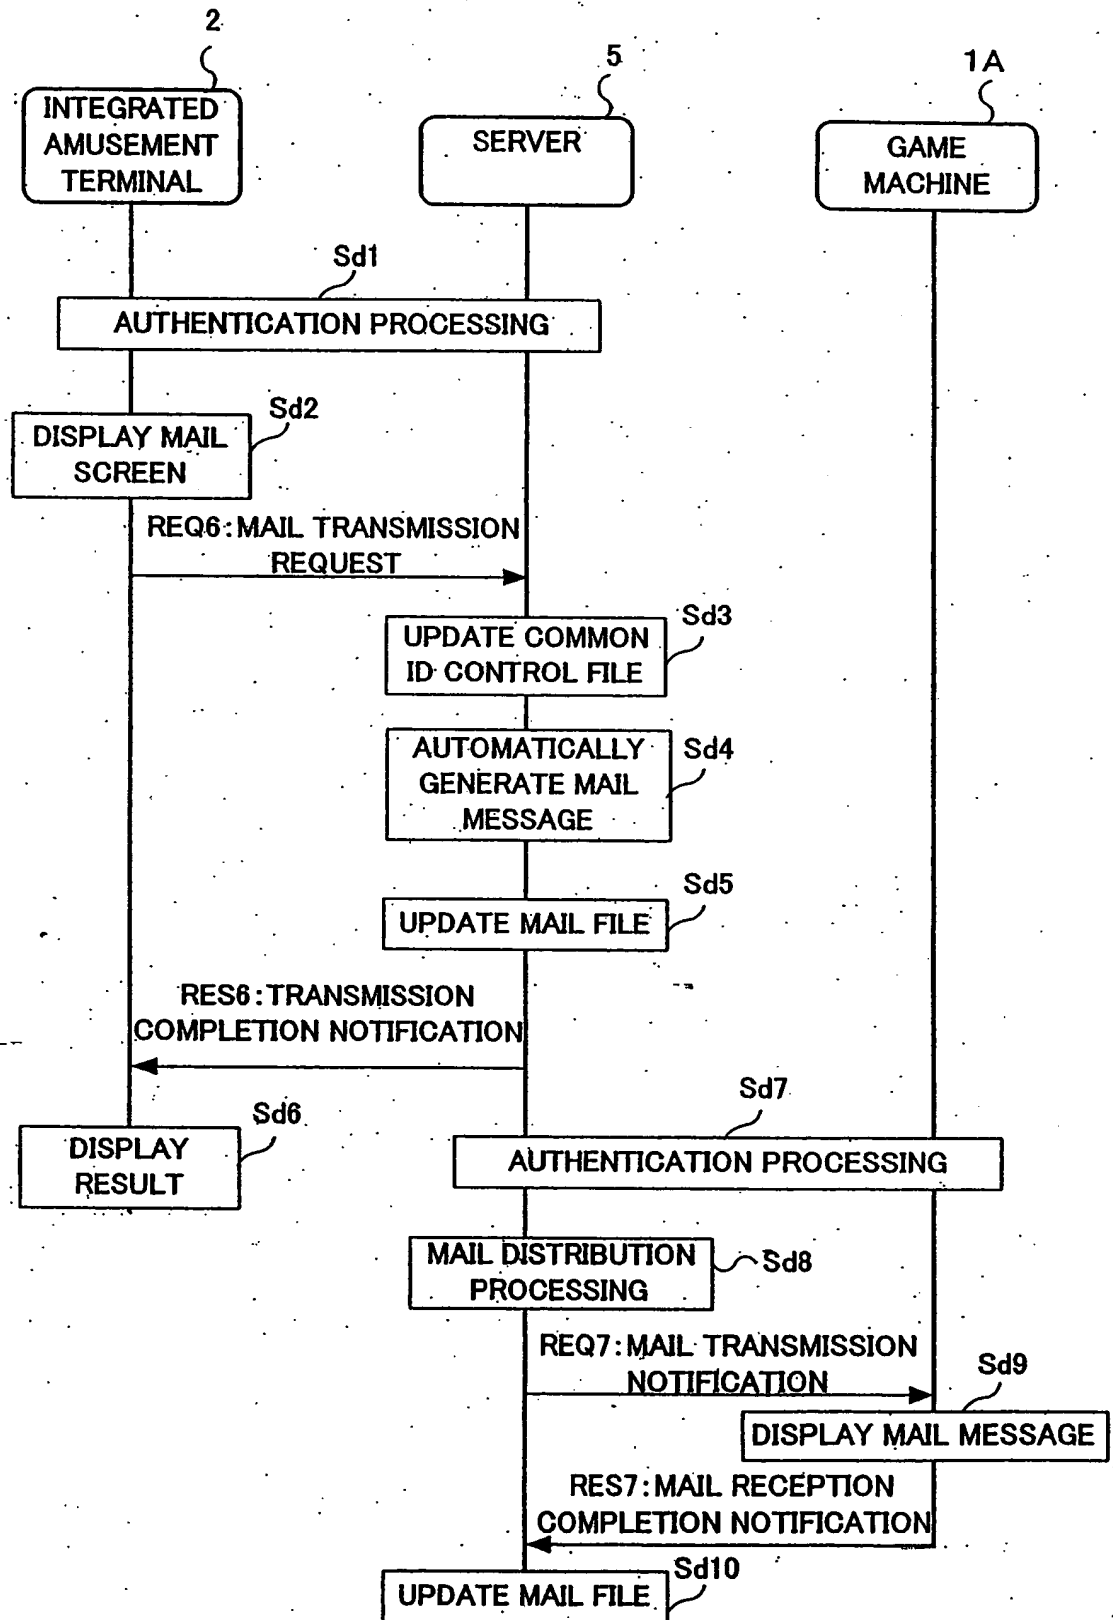 2
5
1A
INTEGRATED
AMUSEMENT
TERMINAL
SERVER
GAME
MACHINE
Sd1
AUTHENTICATION PROCESSING
Sd2
DISPLAY MAIL
SCREEN
REQ6:MAIL TRANSMISSION
REQUEST
Sd3
UPDATE COMMON
ID CONTROL FILE
Sd4
AUTOMATICALLY
GENERATE MAIL
MESSAGE
Sd5
UPDATE MAIL FILE
RES6:TRANSMISSION
COMPLETION NOTIFICATION
Sd6
DISPLAY
RESULT
Sd7
AUTHENTICATION PROCESSING
MAIL DISTRIBUTION
PROCESSING
Sd8
REQ7:MAIL TRANSMISSION
NOTIFICATION
Sd9
DISPLAY MAIL MESSAGE
RES7:MAIL RECEPTION
COMPLETION NOTIFICATION
Sd10
UPDATE MAIL FILE